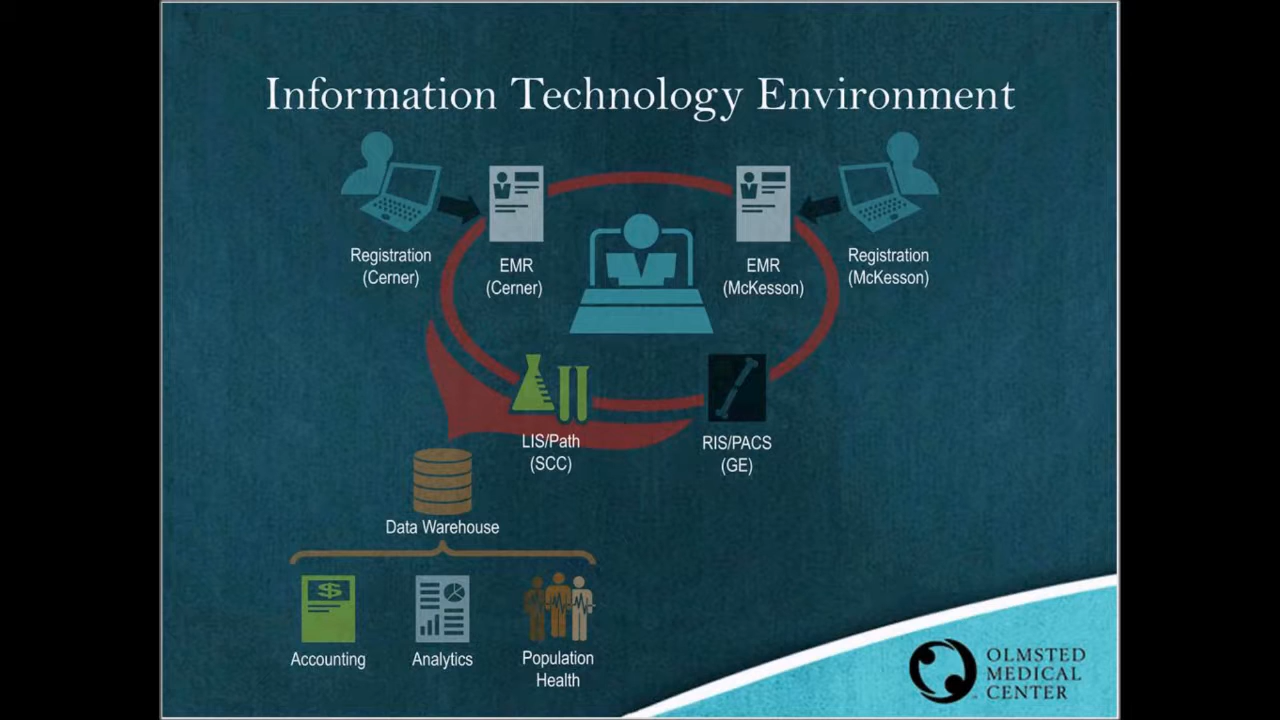 Information Technology Environment
Registration
(Cerner)
EMR
(Cerner)
EMR
(McKesson)
Registration
(McKesson)
LIS/Path
(SCC)
RIS/PACS
(GE)
Data Warehouse
$
Accounting
Analytics
Population
Health
OLMSTED
MEDICAL
CENTER